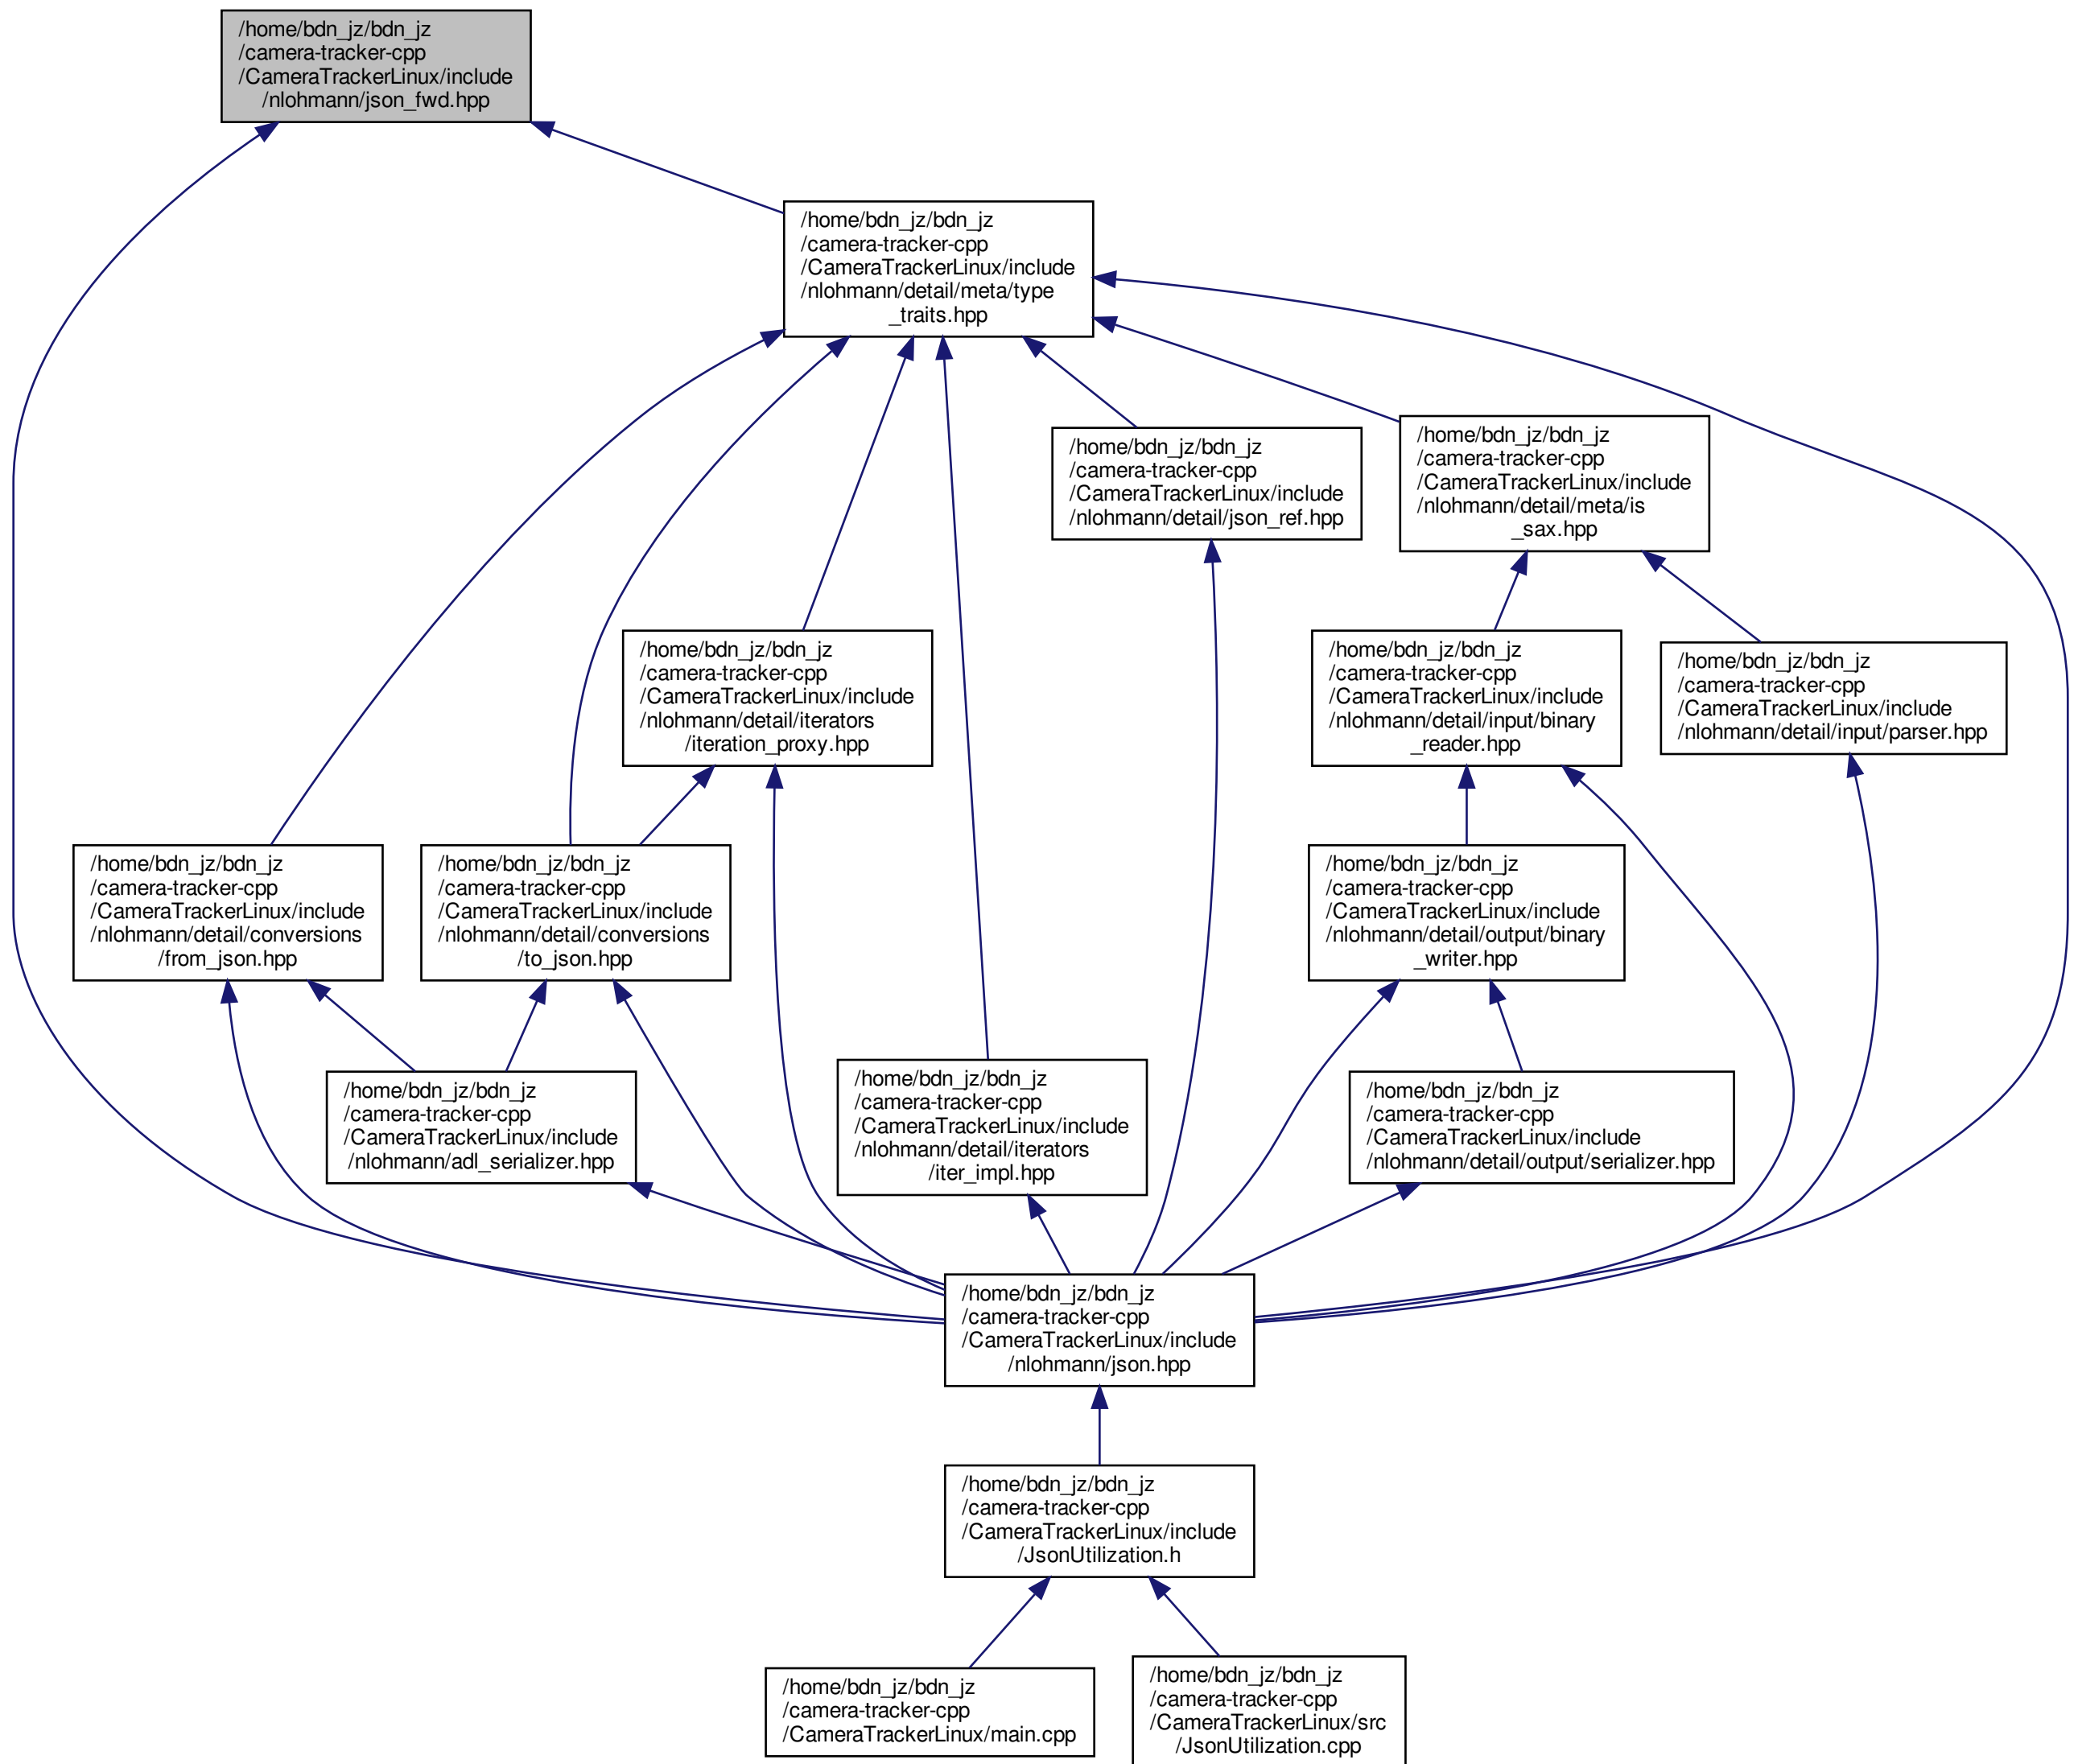 /home/bdn_jz/bdn_jz
/camera-tracker-cpp
/CameraTrackerLinux/include
/nlohmann/json_fwd.hpp
/home/bdn_jz/bdn_jz
/camera-tracker-cpp
/CameraTrackerLinux/include
/nlohmann/detail/meta/type
_traits.hpp
/home/bdn_jz/bdn_jz
/camera-tracker-cpp
/CameraTrackerLinux/include
/nlohmann/detail/json_ref.hpp
/home/bdn_jz/bdn_jz
/camera-tracker-cpp
/CameraTrackerLinux/include
/nlohmann/detail/meta/is
_sax.hpp
/home/bdn_jz/bdn_jz
/camera-tracker-cpp
/CameraTrackerLinux/include
/nlohmann/detail/iterators
/iteration_proxy.hpp
/home/bdn_jz/bdn_jz
/camera-tracker-cpp
/CameraTrackerLinux/include
/nlohmann/detail/input/binary
_reader.hpp
/home/bdn_jz/bdn_jz
/camera-tracker-cpp
/CameraTrackerLinux/include
/nlohmann/detail/input/parser.hpp
/home/bdn_jz/bdn_jz
/camera-tracker-cpp
/CameraTrackerLinux/include
/nlohmann/detail/conversions
/from_json.hpp
/home/bdn_jz/bdn_jz
/camera-tracker-cpp
/CameraTrackerLinux/include
/nlohmann/detail/conversions
/to_json.hpp
/home/bdn_jz/bdn_jz
/camera-tracker-cpp
/CameraTrackerLinux/include
/nlohmann/detail/output/binary
_writer.hpp
/home/bdn_jz/bdn_jz
/camera-tracker-cpp
/CameraTrackerLinux/include
/nlohmann/adl_serializer.hpp
/home/bdn_jz/bdn_jz
/camera-tracker-cpp
/CameraTrackerLinux/include
/nlohmann/detail/iterators
/iter_impl.hpp
/home/bdn_jz/bdn_jz
/camera-tracker-cpp
/CameraTrackerLinux/include
/nlohmann/detail/output/serializer.hpp
/home/bdn_jz/bdn_jz
/camera-tracker-cpp
/CameraTrackerLinux/include
/nlohmann/json.hpp
/home/bdn_jz/bdn_jz
/camera-tracker-cpp
/CameraTrackerLinux/include
/JsonUtilization.h
/home/bdn_jz/bdn_jz
/camera-tracker-cpp
/CameraTrackerLinux/main.cpp
/home/bdn_jz/bdn_jz
/camera-tracker-cpp
/CameraTrackerLinux/src
/JsonUtilization.cpp